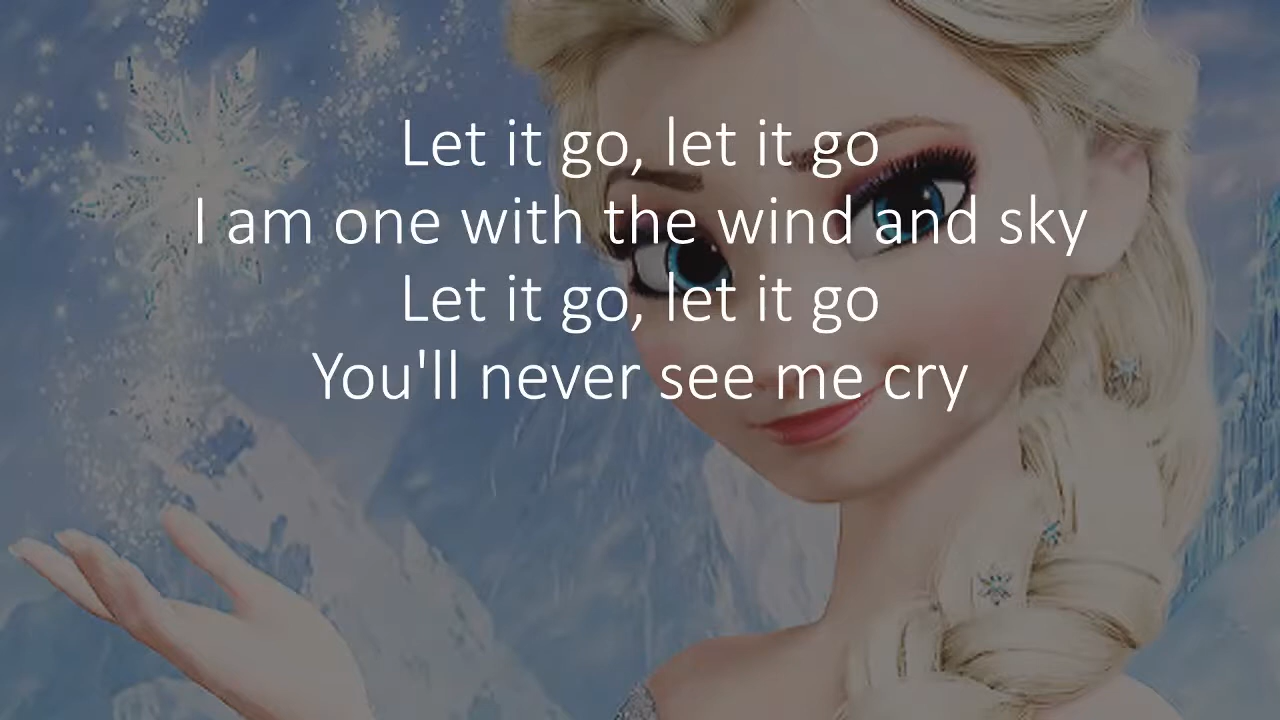 Let it go, let it go
I am one with the wind and sky
Let it go, let it go
You'll never see me cry